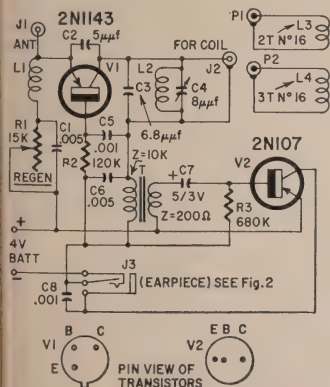 J1
2N1143
P1
L3
2T Nº16
ANT
C2
5μμf
V1
FOR COIL
J2
P2
L4
3T Nº16
L1
L2
C3
C4
8μμf
6.8μμf
R1
15K
C1
.005
C5
.001
R2
120K
Z=10K
REGEN
C6
.005
T
C7
5/3V
2N107
V2
Z=200Ω
R3
680K
+
4V
BATT
-
J3
(EARPIECE) SEE Fig. 2
C8
.001
B C
V1
E
E B C
V2
PIN VIEW OF
TRANSISTORS